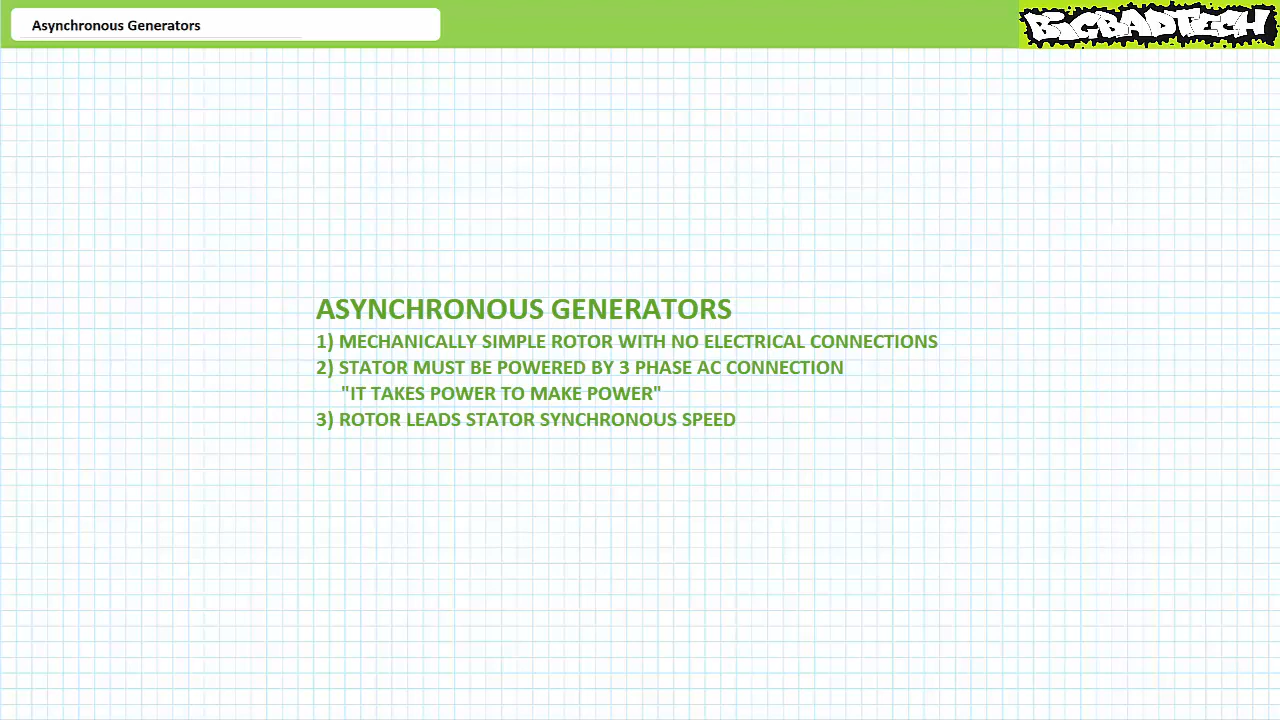 Asynchronous Generators
BIGBADTECH
ASYNCHRONOUS GENERATORS
1) MECHANICALLY SIMPLE ROTOR WITH NO ELECTRICAL CONNECTIONS
2) STATOR MUST BE POWERED BY 3 PHASE AC CONNECTION
"IT TAKES POWER TO MAKE POWER"
3) ROTOR LEADS STATOR SYNCHRONOUS SPEED